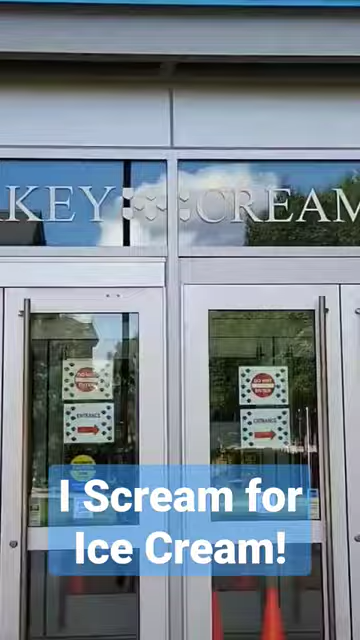 KEY CREAM
DO NOT
ENTER
DO NOT
ENTER
ENTRANCE
ENTRANCE
I Scream for
Ice Cream!